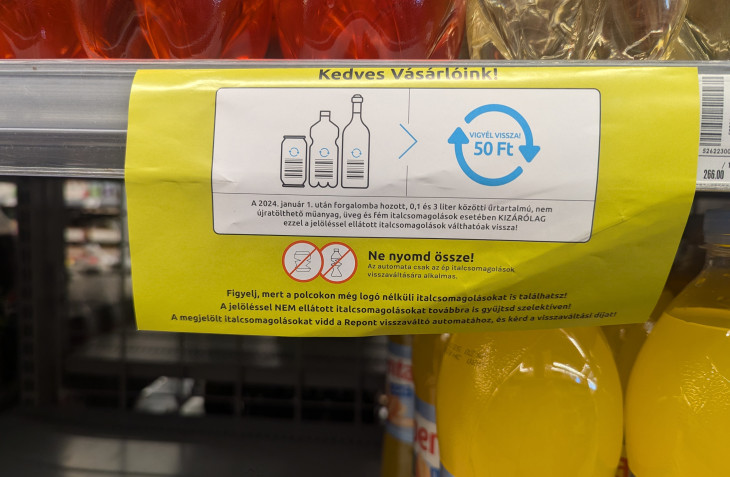 Kedves Vásárlóink!
VIGYÉL VISSZA!
50 Ft
A 2024. január 1. után forgalomba hozott, 0,1 és 3 liter közötti űrtartalmú, nem
újratölthető műanyag, üveg és fém italcsomagolások esetében KIZÁRÓLAG
ezzel a jelöléssel ellátott italcsomagolások válthatóak vissza!
Ne nyomd össze!
Az automata csak az ép italcsomagolások
visszaváltására alkalmas.
Figyelj, mert a polcokon még logó nélküli italcsomagolásokat is találhatsz!
A jelöléssel NEM ellátott italcsomagolásokat továbbra is gyűjtsd szelektíven!
A megjelölt italcsomagolásokat vidd a Repont visszaváltó automatához, és kérd a visszaváltási díjat!
266.00